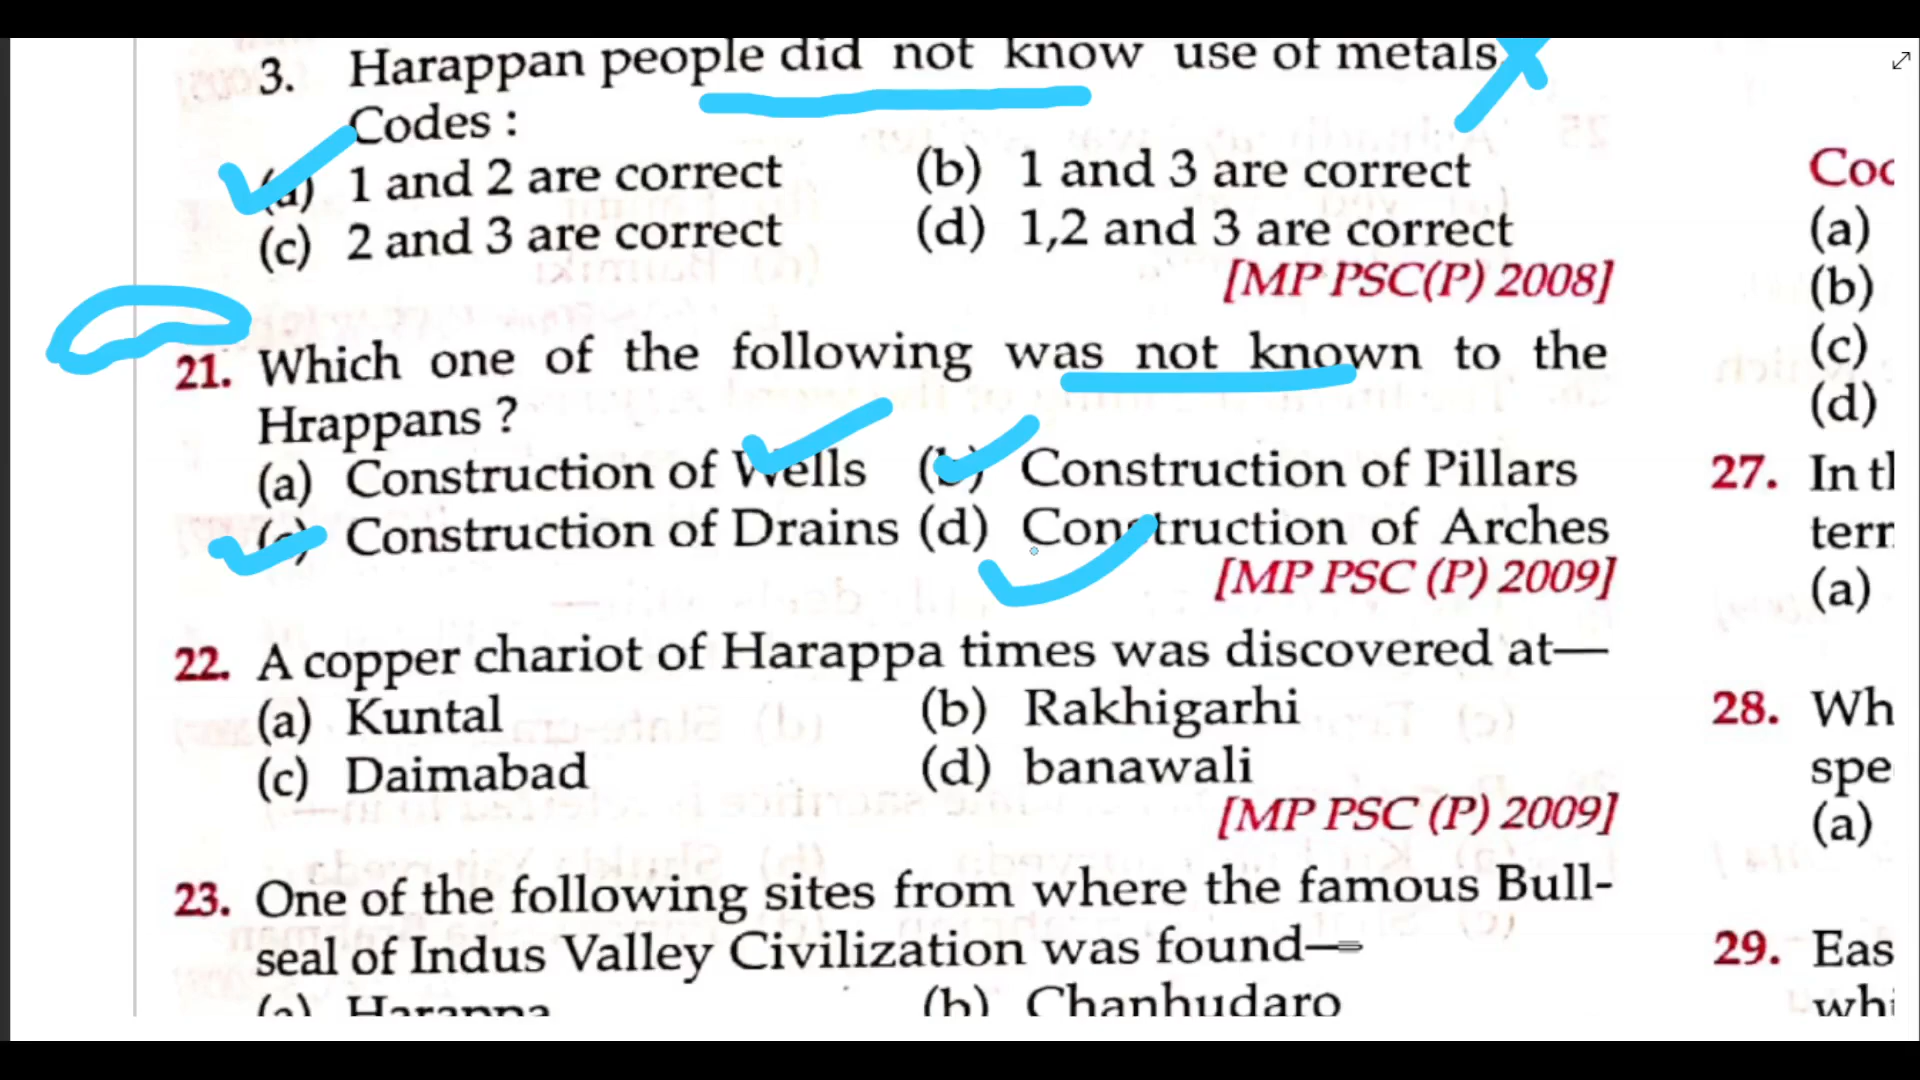 3. Harappan people did not know use of metals
Codes :
(a) 1 and 2 are correct (b) 1 and 3 are correct
(c) 2 and 3 are correct (d) 1,2 and 3 are correct
[MP PSC(P) 2008]
21. Which one of the following was not known to the
Hrappans ?
(a) Construction of Wells (b) Construction of Pillars
(c) Construction of Drains (d) Construction of Arches
[MP PSC (P) 2009]
22. A copper chariot of Harappa times was discovered at—
(a) Kuntal (b) Rakhigarhi
(c) Daimabad (d) banawali
[MP PSC (P) 2009]
23. One of the following sites from where the famous Bull-
seal of Indus Valley Civilization was found—
(a) Harappa (b) Chanhudaro
(a)
(b)
(c)
(d)
27. In
(a)
28. Wh
spe
(a)
29. Eas
whi